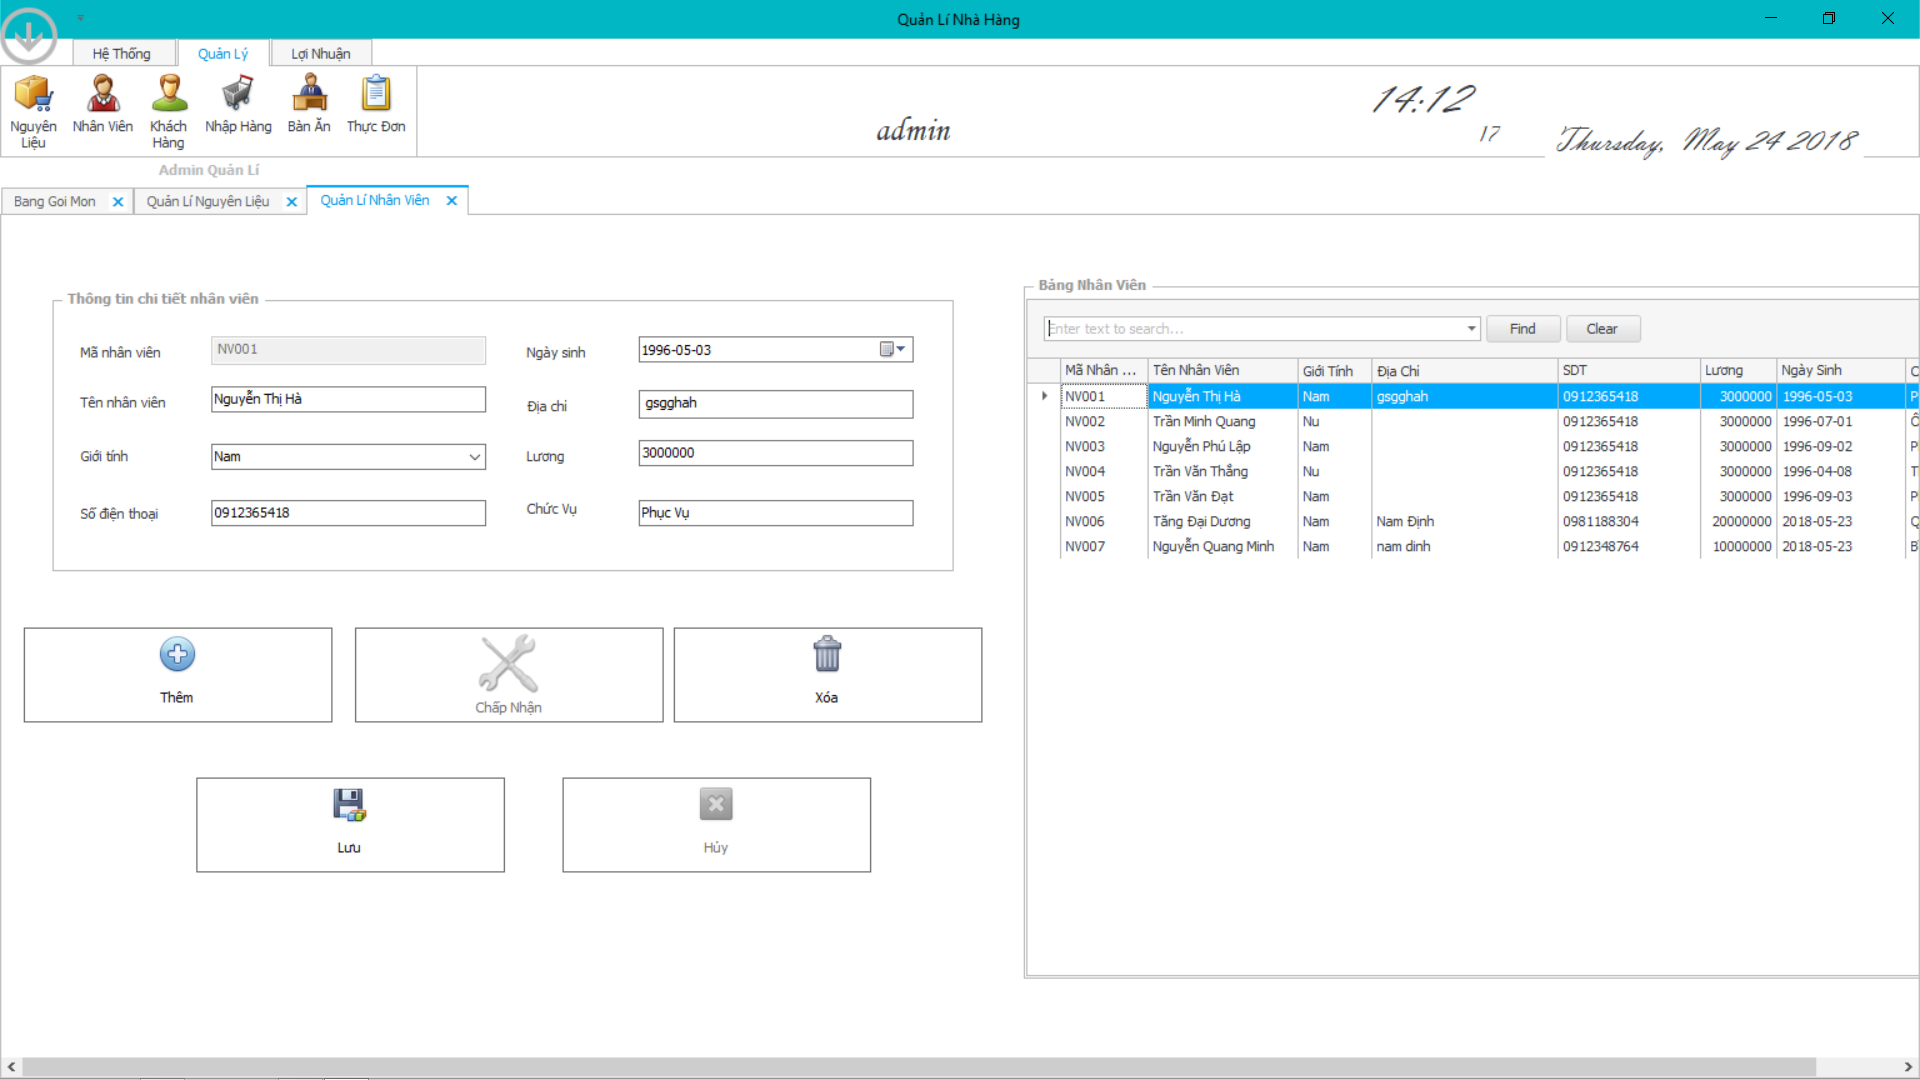 Quản Lí Nhà Hàng
Hệ Thống
Quản Lý
Lợi Nhuận
Nguyên Liệu
Nhân Viên
Khách Hàng
Nhập Hàng
Bàn Ăn
Thực Đơn
admin
14:12
17
Thursday, May 24 2018
Admin Quản Lí
Bang Goi Mon
Quản Lí Nguyên Liệu
Quản Lí Nhân Viên
Thông tin chi tiết nhân viên
Mã nhân viên NV001
Ngày sinh 1996-05-03
Tên nhân viên Nguyễn Thị Hà
Địa chi gsgghah
Giới tính Nam
Lương 3000000
Số điện thoại 0912365418
Chức Vụ Phục Vụ
Thêm
Chấp Nhận
Xóa
Lưu
Hủy
Bảng Nhân Viên
Enter text to search...
Find
Clear
Mã Nhân ... Tên Nhân Viên Giới Tính Địa Chi SDT Lương Ngày Sinh
NV001 Nguyễn Thị Hà Nam gsgghah 0912365418 3000000 1996-05-03
NV002 Trần Minh Quang Nu 0912365418 3000000 1996-07-01
NV003 Nguyễn Phú Lập Nam 0912365418 3000000 1996-09-02
NV004 Trần Văn Thắng Nu 0912365418 3000000 1996-04-08
NV005 Trần Văn Đạt Nam 0912365418 3000000 1996-09-03
NV006 Tăng Đại Dương Nam Nam Định 0981188304 20000000 2018-05-23
NV007 Nguyễn Quang Minh Nam nam dinh 0912348764 10000000 2018-05-23